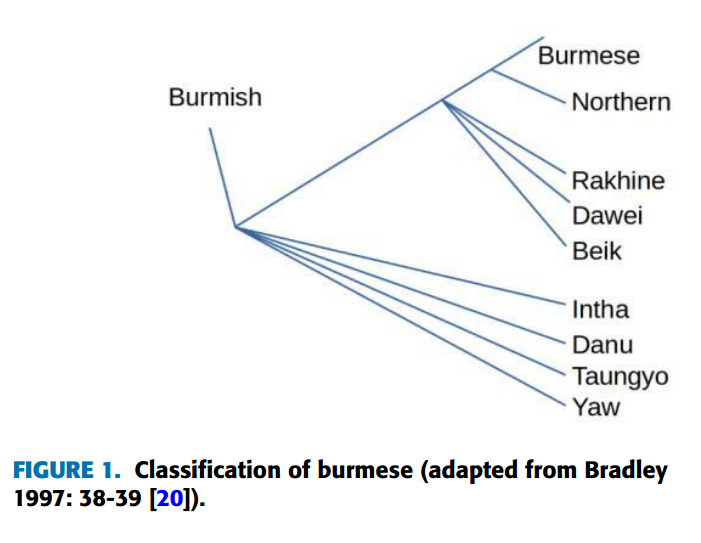 Burmish
Burmese
Northern
Rakhine
Dawei
Beik
Intha
Danu
Taungyo
Yaw
FIGURE 1. Classification of burmese (adapted from Bradley
1997: 38-39 [20]).